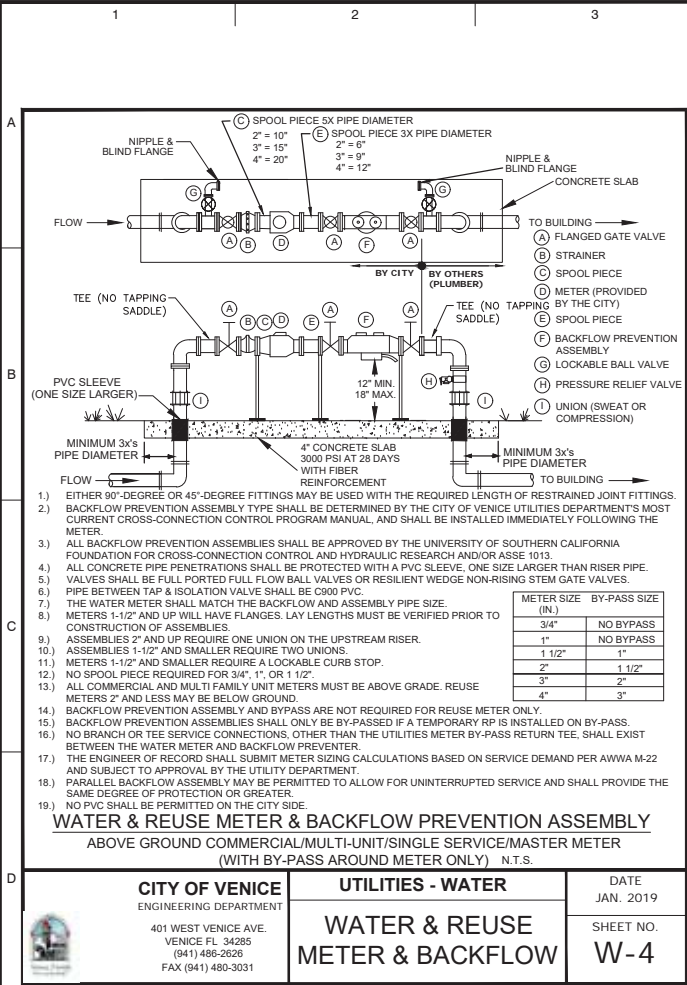 1
2
3
A
B
C
D
C SPOOL PIECE 5X PIPE DIAMETER
2" = 10"
3" = 15"
4" = 20"
E SPOOL PIECE 3X PIPE DIAMETER
2" = 6"
3" = 9"
4" = 12"
NIPPLE &
BLIND FLANGE
NIPPLE &
BLIND FLANGE
CONCRETE SLAB
G
G
FLOW
TO BUILDING
A
B
D
A
F
A
BY CITY
BY OTHERS
(PLUMBER)
A FLANGED GATE VALVE
B STRAINER
C SPOOL PIECE
D METER (PROVIDED
BY THE CITY)
E SPOOL PIECE
F BACKFLOW PREVENTION
ASSEMBLY
G LOCKABLE BALL VALVE
H PRESSURE RELIEF VALVE
I UNION (SWEAT OR
COMPRESSION)
TEE (NO TAPPING
SADDLE)
A
B
C
D
E
A
F
A
TEE (NO TAPPING
SADDLE)
12" MIN.
18" MAX.
H
PVC SLEEVE
(ONE SIZE LARGER)
I
I
MINIMUM 3x's
PIPE DIAMETER
4" CONCRETE SLAB
3000 PSI AT 28 DAYS
WITH FIBER
REINFORCEMENT
MINIMUM 3x's
PIPE DIAMETER
FLOW
TO BUILDING
1.) EITHER 90°-DEGREE OR 45°-DEGREE FITTINGS MAY BE USED WITH THE REQUIRED LENGTH OF RESTRAINED JOINT FITTINGS.
2.) BACKFLOW PREVENTION ASSEMBLY TYPE SHALL BE DETERMINED BY THE CITY OF VENICE UTILITIES DEPARTMENT'S MOST
CURRENT CROSS-CONNECTION CONTROL PROGRAM MANUAL, AND SHALL BE INSTALLED IMMEDIATELY FOLLOWING THE
METER.
3.) ALL BACKFLOW PREVENTION ASSEMBLIES SHALL BE APPROVED BY THE UNIVERSITY OF SOUTHERN CALIFORNIA
FOUNDATION FOR CROSS-CONNECTION CONTROL AND HYDRAULIC RESEARCH AND/OR ASSE 1013.
4.) ALL CONCRETE PIPE PENETRATIONS SHALL BE PROTECTED WITH A PVC SLEEVE, ONE SIZE LARGER THAN RISER PIPE.
5.) VALVES SHALL BE FULL PORTED FULL FLOW BALL VALVES OR RESILIENT WEDGE NON-RISING STEM GATE VALVES.
6.) PIPE BETWEEN TAP & ISOLATION VALVE SHALL BE C900 PVC.
7.) THE WATER METER SHALL MATCH THE BACKFLOW AND ASSEMBLY PIPE SIZE.
8.) METERS 1-1/2" AND UP WILL HAVE FLANGES. LAY LENGTHS MUST BE VERIFIED PRIOR TO
CONSTRUCTION OF ASSEMBLIES.
9.) ASSEMBLIES 2" AND UP REQUIRE ONE UNION ON THE UPSTREAM RISER.
10.) ASSEMBLIES 1-1/2" AND SMALLER REQUIRE TWO UNIONS.
11.) METERS 1-1/2" AND SMALLER REQUIRE A LOCKABLE CURB STOP.
12.) NO SPOOL PIECE REQUIRED FOR 3/4", 1", OR 1 1/2".
13.) ALL COMMERCIAL AND MULTI FAMILY UNIT METERS MUST BE ABOVE GRADE. REUSE
METERS 2" AND LESS MAY BE BELOW GROUND.
14.) BACKFLOW PREVENTION ASSEMBLY AND BYPASS ARE NOT REQUIRED FOR REUSE METER ONLY.
15.) BACKFLOW PREVENTION ASSEMBLIES SHALL ONLY BE BY-PASSED IF A TEMPORARY RP IS INSTALLED ON BY-PASS.
16.) NO BRANCH OR TEE SERVICE CONNECTIONS, OTHER THAN THE UTILITIES METER BY-PASS RETURN TEE, SHALL EXIST
BETWEEN THE WATER METER AND BACKFLOW PREVENTER.
17.) THE ENGINEER OF RECORD SHALL SUBMIT METER SIZING CALCULATIONS BASED ON SERVICE DEMAND PER AWWA M-22
AND SUBJECT TO APPROVAL BY THE UTILITY DEPARTMENT.
18.) PARALLEL BACKFLOW ASSEMBLY MAY BE PERMITTED TO ALLOW FOR UNINTERRUPTED SERVICE AND SHALL PROVIDE THE
SAME DEGREE OF PROTECTION OR GREATER.
19.) NO PVC SHALL BE PERMITTED ON THE CITY SIDE.
METER SIZE BY-PASS SIZE
(IN.)
3/4" NO BYPASS
1" NO BYPASS
1 1/2" 1"
2" 1 1/2"
3" 2"
4" 3"
WATER & REUSE METER & BACKFLOW PREVENTION ASSEMBLY
ABOVE GROUND COMMERCIAL/MULTI-UNIT/SINGLE SERVICE/MASTER METER
(WITH BY-PASS AROUND METER ONLY) N.T.S.
CITY OF VENICE
ENGINEERING DEPARTMENT
401 WEST VENICE AVE.
VENICE FL 34285
(941) 486-2626
FAX (941) 480-3031
UTILITIES - WATER
WATER & REUSE
METER & BACKFLOW
DATE
JAN. 2019
SHEET NO.
W-4